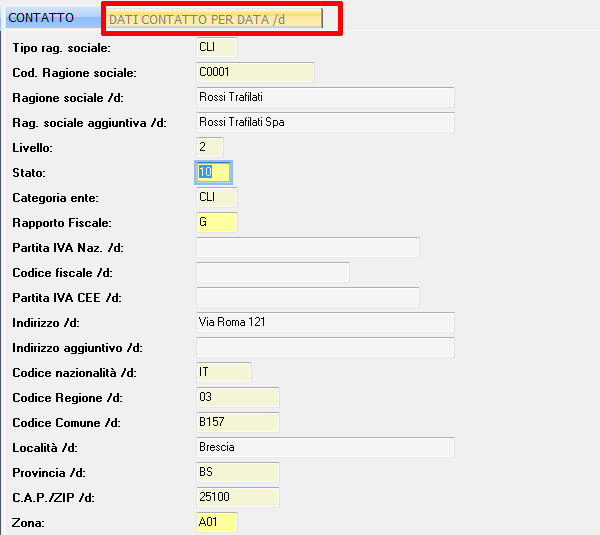 CONTATTO DATI CONTATTO PER DATA /d
Tipo rag. sociale: CLI
Cod. Ragione sociale: C0001
Ragione sociale /d: Rossi Trafilati
Rag. sociale aggiuntiva /d: Rossi Trafilati Spa
Livello: 2
Stato: 10
Categoria ente: CLI
Rapporto Fiscale: G
Partita IVA Naz. /d:
Codice fiscale /d:
Partita IVA CEE /d:
Indirizzo /d: Via Roma 121
Indirizzo aggiuntivo /d:
Codice nazionalità /d: IT
Codice Regione /d: 03
Codice Comune /d: B157
Località /d: Brescia
Provincia /d: BS
C.A.P./ZIP /d: 25100
Zona: A01